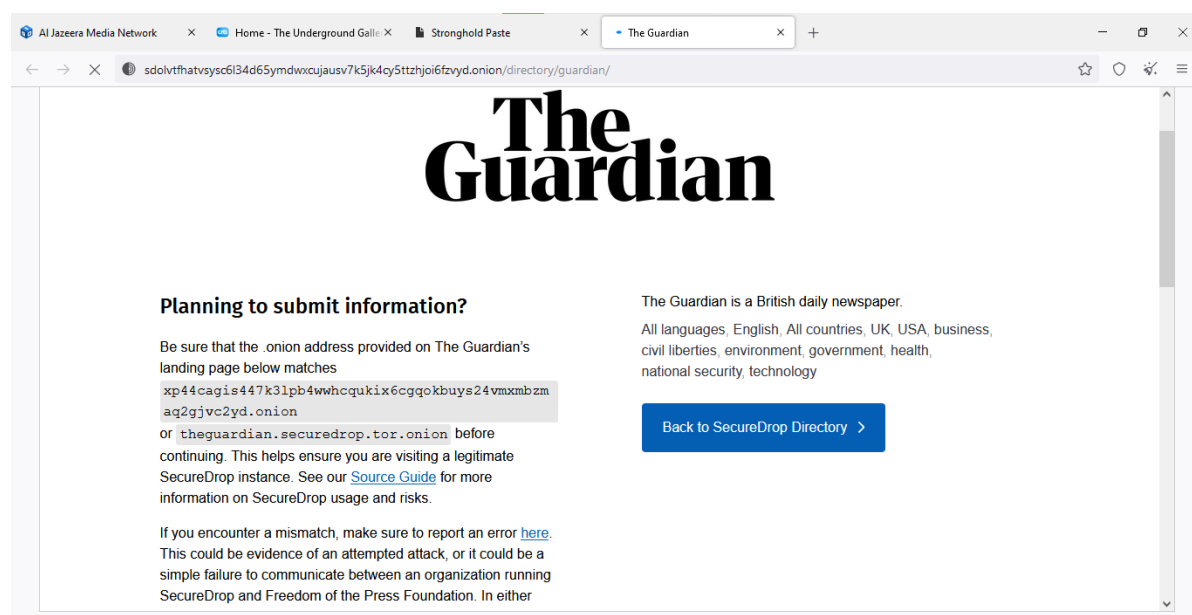 Al Jazeera Media Network
Home - The Underground Galle
Stronghold Paste
The Guardian
sdolvtfhatvsysc6l34d65ymdwxcujausv7k5jk4cy5ttzhjoi6fzvyd.onion/directory/guardian/
The
Guardian
Planning to submit information?
Be sure that the .onion address provided on The Guardian's
landing page below matches
xp44cagis447k3lpb4wwhcqukix6cgqokbuys24vmxmbzm
aq2gjvc2yd.onion
or theguardian.securedrop.tor.onion before
continuing. This helps ensure you are visiting a legitimate
SecureDrop instance. See our Source Guide for more
information on SecureDrop usage and risks.
If you encounter a mismatch, make sure to report an error here.
This could be evidence of an attempted attack, or it could be a
simple failure to communicate between an organization running
SecureDrop and Freedom of the Press Foundation. In either
The Guardian is a British daily newspaper.
All languages, English, All countries, UK, USA, business,
civil liberties, environment, government, health,
national security, technology
Back to SecureDrop Directory